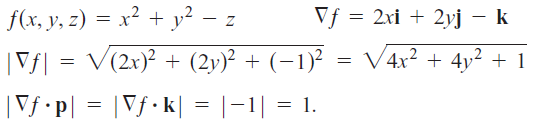 f(x, y, z) = x² + y² − z ∇f = 2xi + 2yj − k
|∇f| = √(2x)² + (2y)² + (−1)² = √4x² + 4y² + 1
|∇f · p| = |∇f · k| = |−1| = 1.